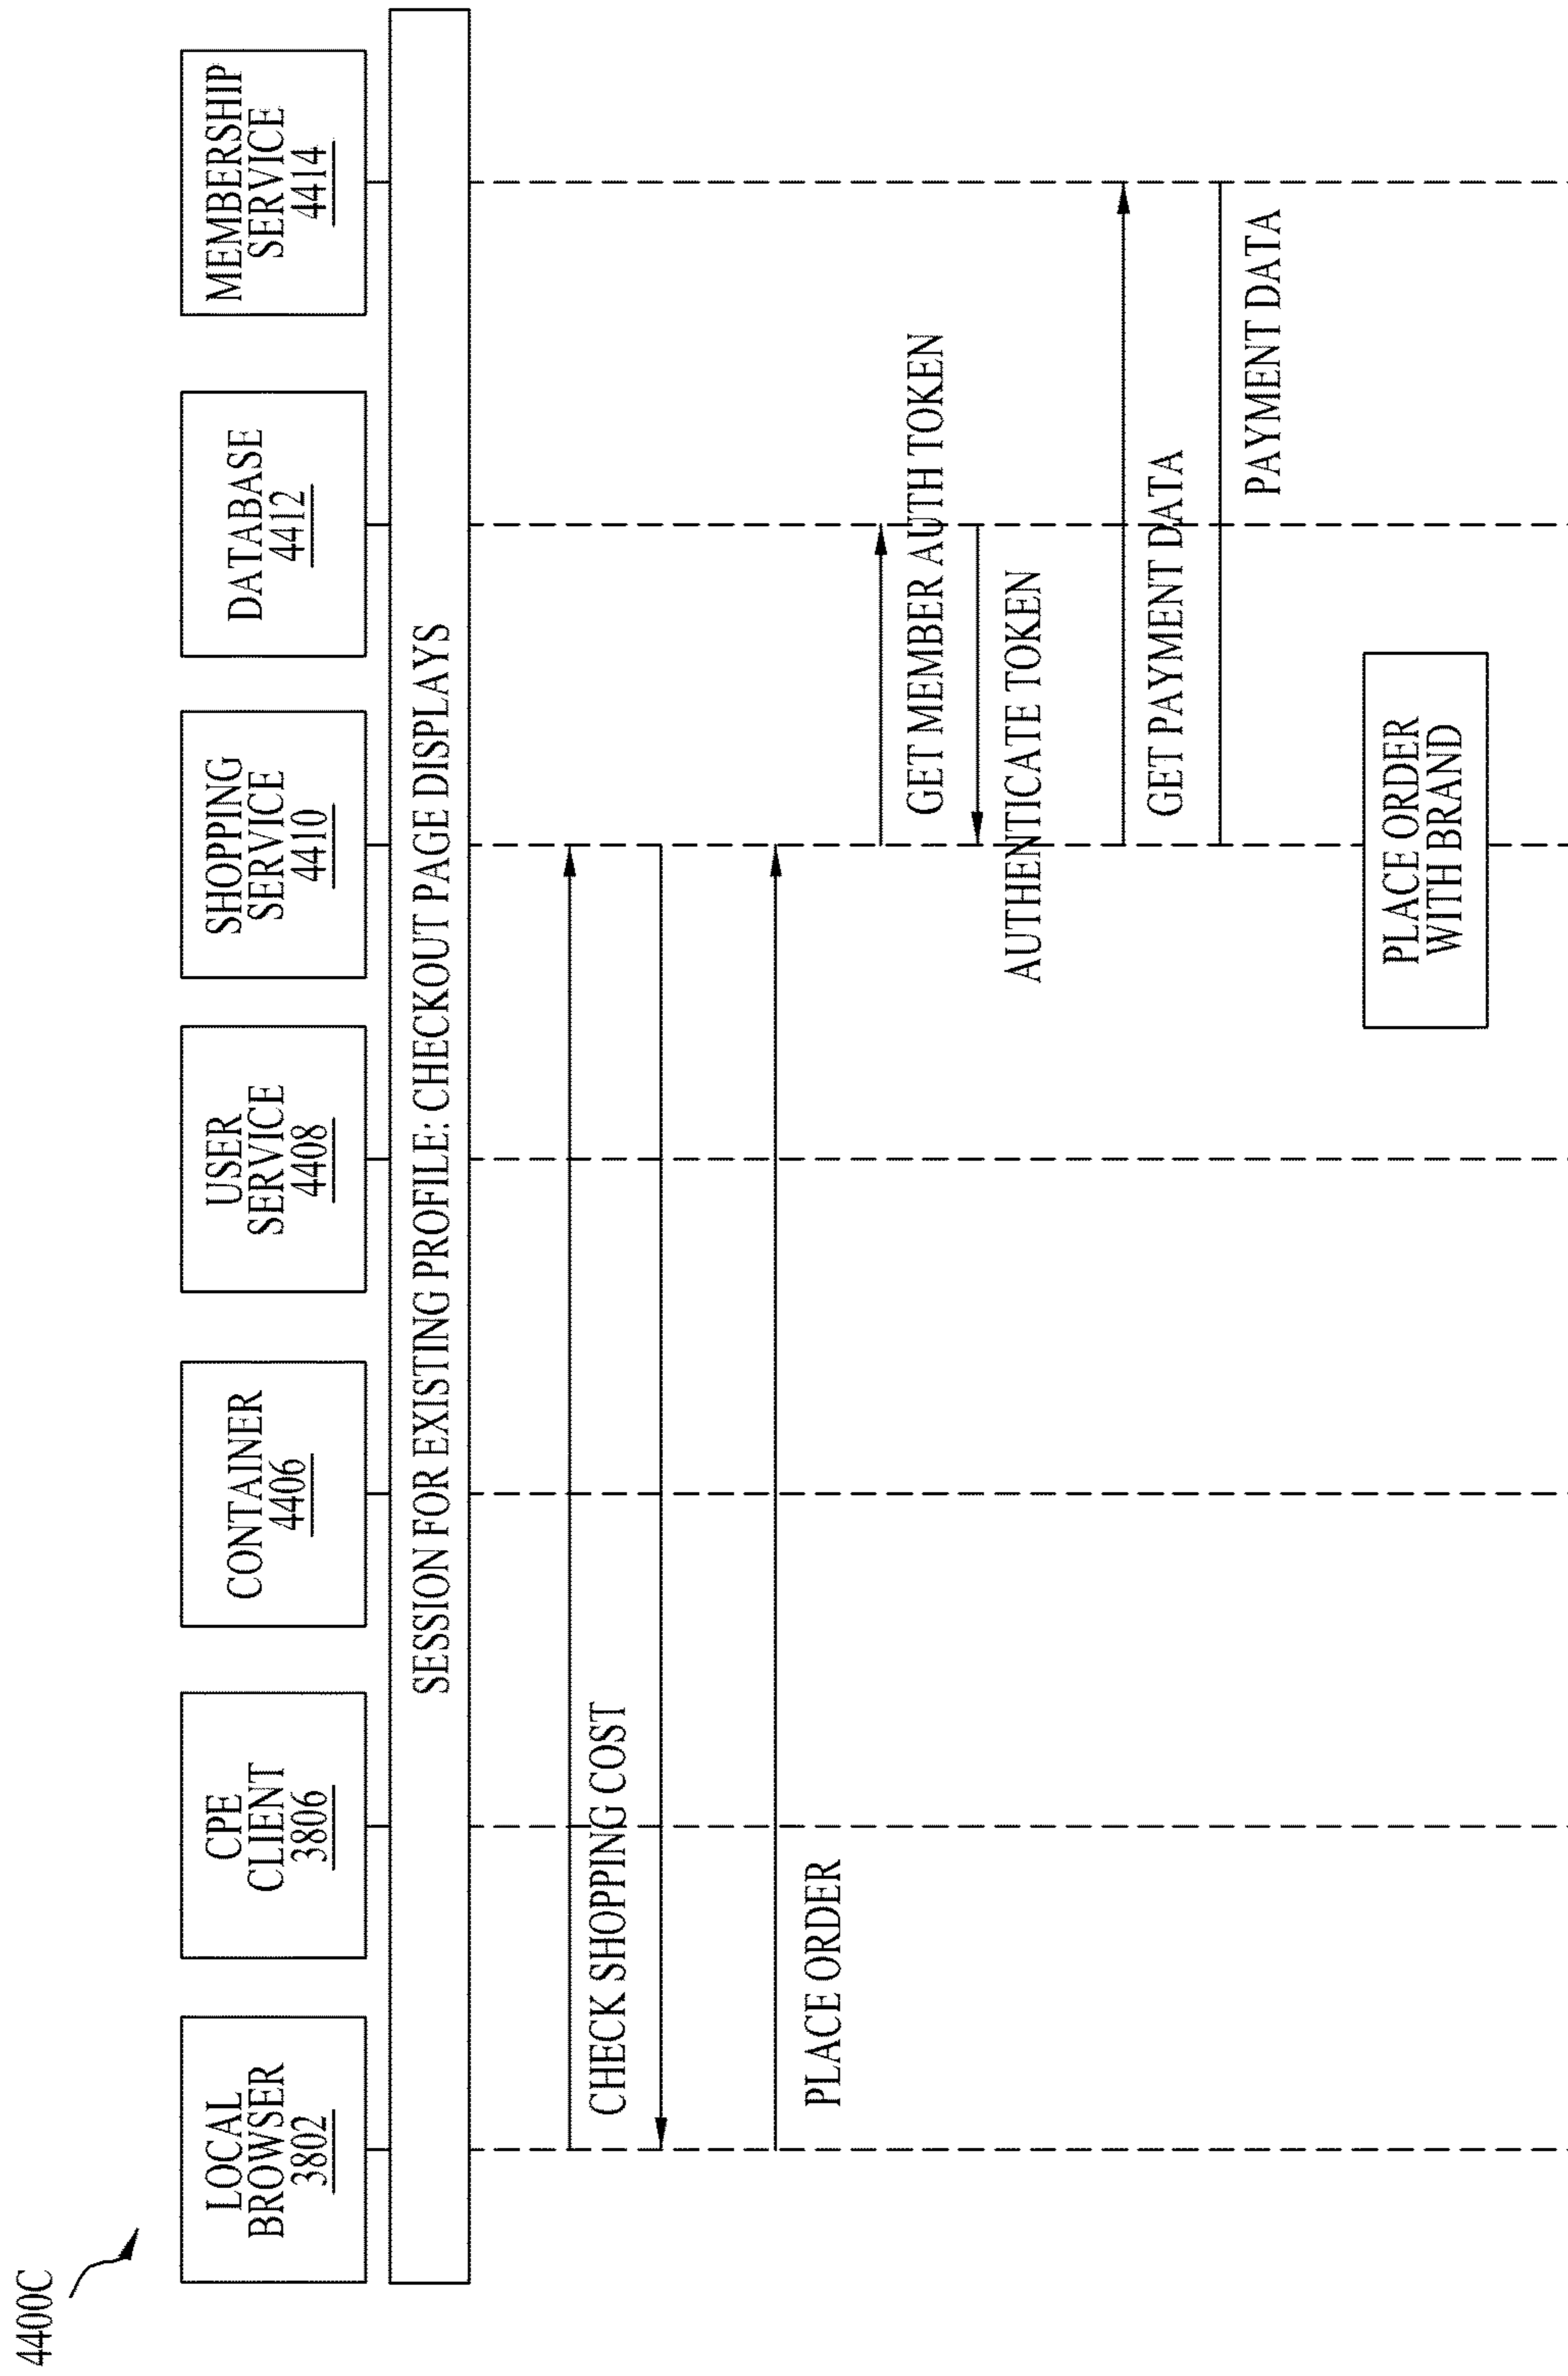 4400C
LOCAL
BROWSER
3802
CPE
CLIENT
3806
CONTAINER
4406
USER
SERVICE
4408
SHOPPING
SERVICE
4410
DATABASE
4412
MEMBERSHIP
SERVICE
4414
SESSION FOR EXISTING PROFILE: CHECKOUT PAGE DISPLAYS
CHECK SHOPPING COST
PLACE ORDER
GET MEMBER AUTH TOKEN
AUTHENTICATE TOKEN
GET PAYMENT DATA
PAYMENT DATA
PLACE ORDER
WITH BRAND